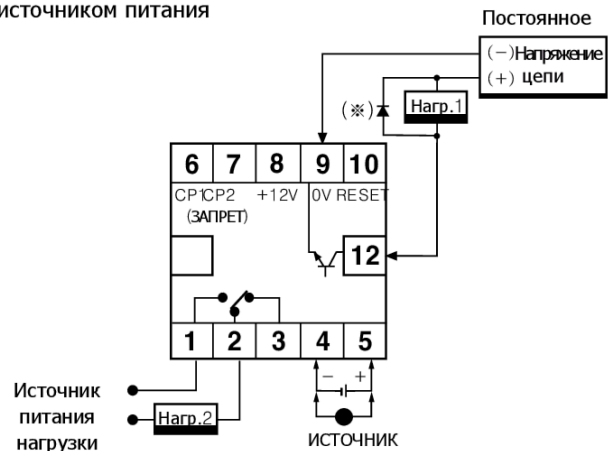 источником питания
Постоянное
(−)Напряжение
(+) цепи
(※)
Нагр.1
6 7 8 9 10
CP1CP2 +12V 0V RESET
(ЗАПРЕТ)
12
1 2 3 4 5
− +
Источник
питания
нагрузки
Нагр.2
ИСТОЧНИК